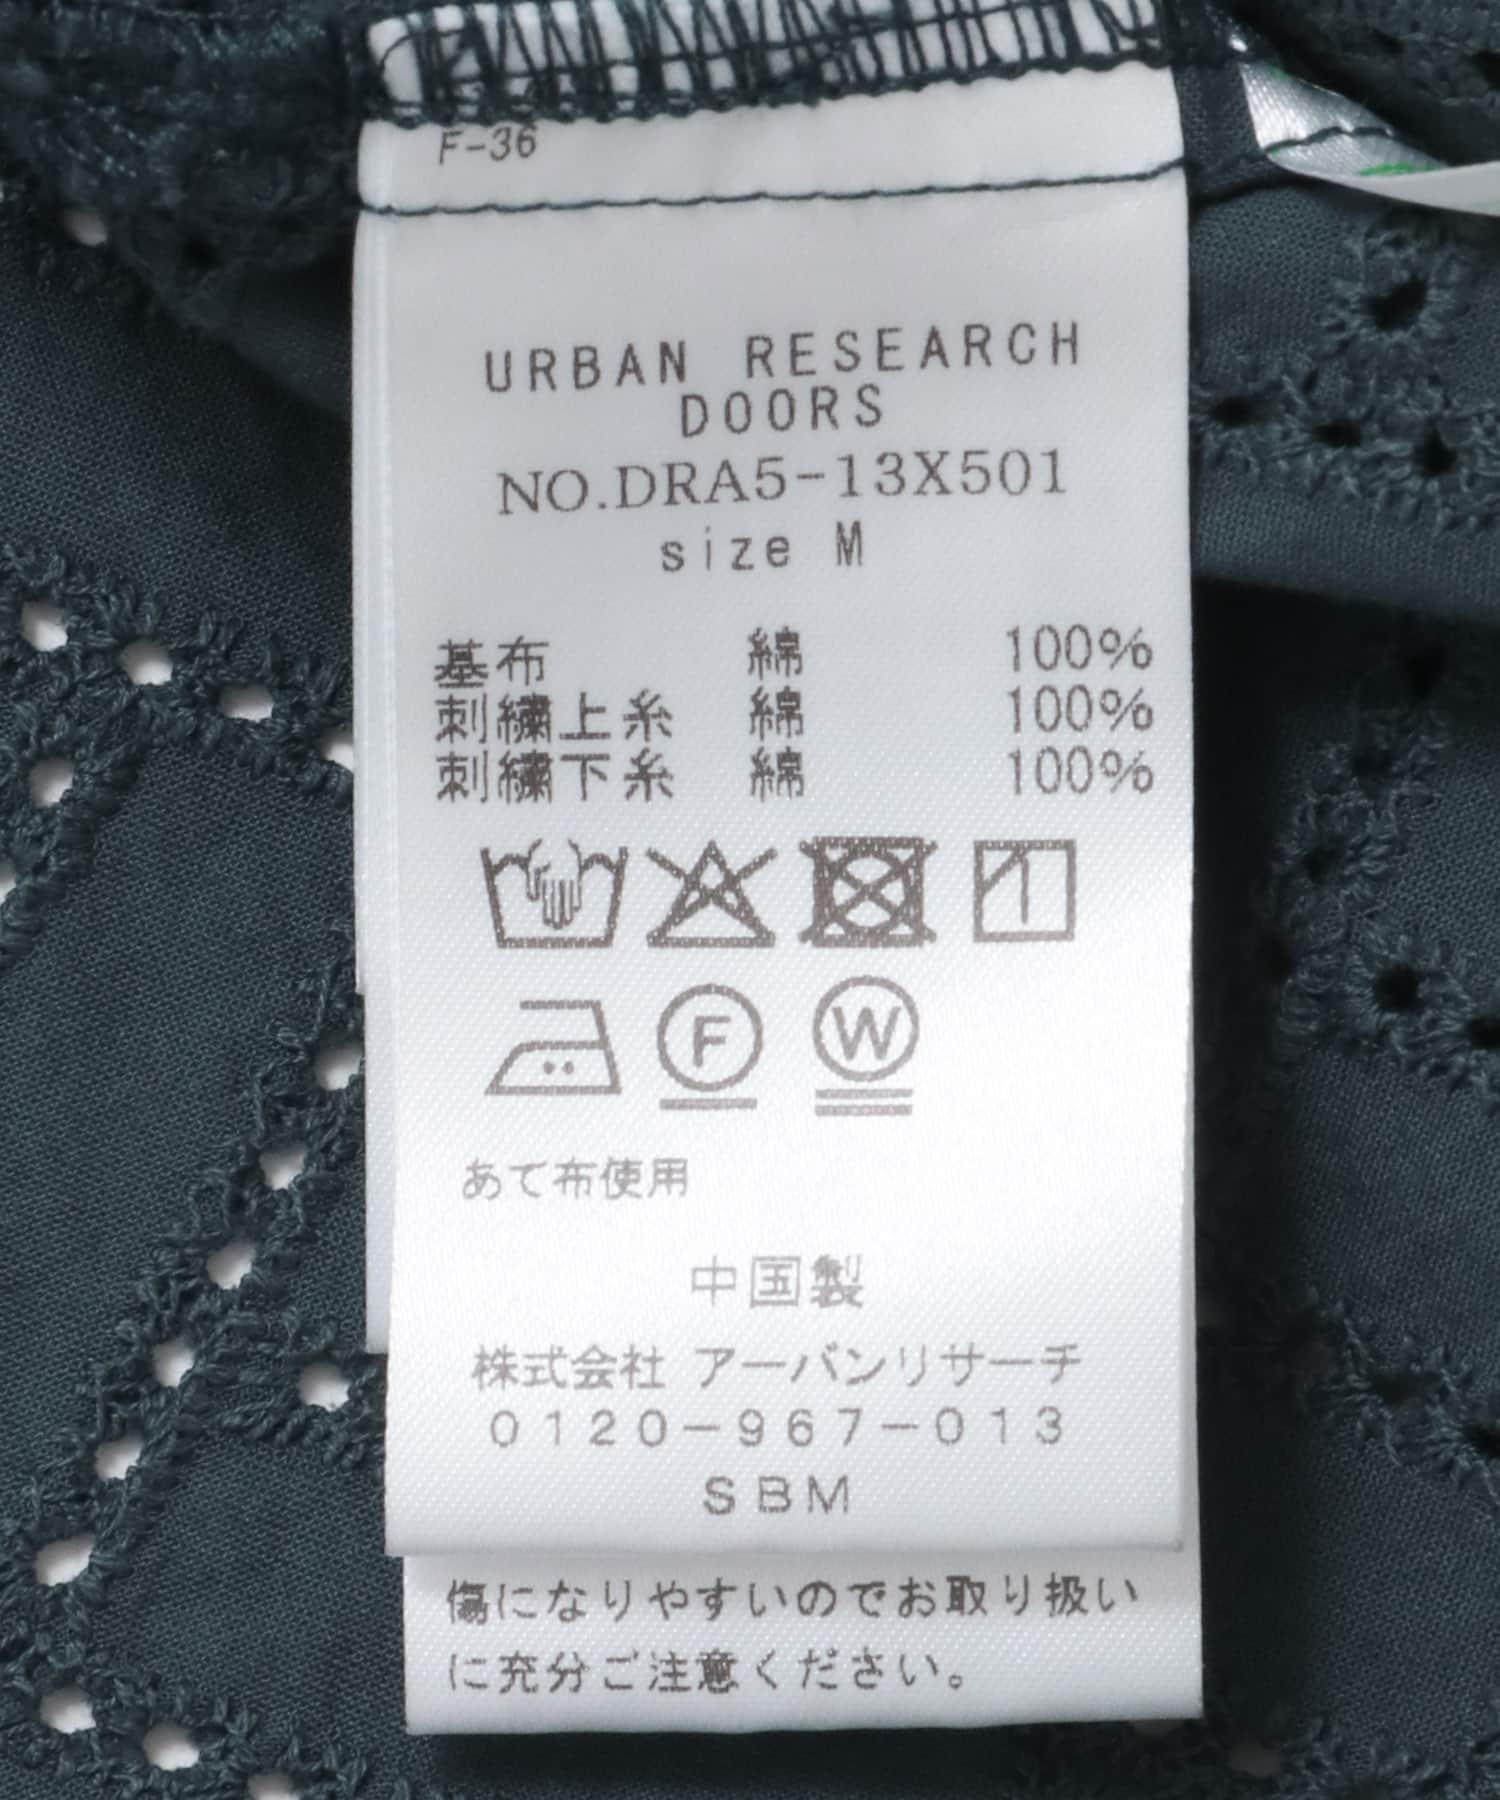 F-36
URBAN RESEARCH
DOORS
NO.DRA5-13X501
size M
基布 綿 100%
刺繍上糸 綿 100%
刺繍下糸 綿 100%
F W
あて布使用
中国製
株式会社 アーバンリサーチ
0120-967-013
SBM
傷になりやすいのでお取り扱い
に充分ご注意ください。